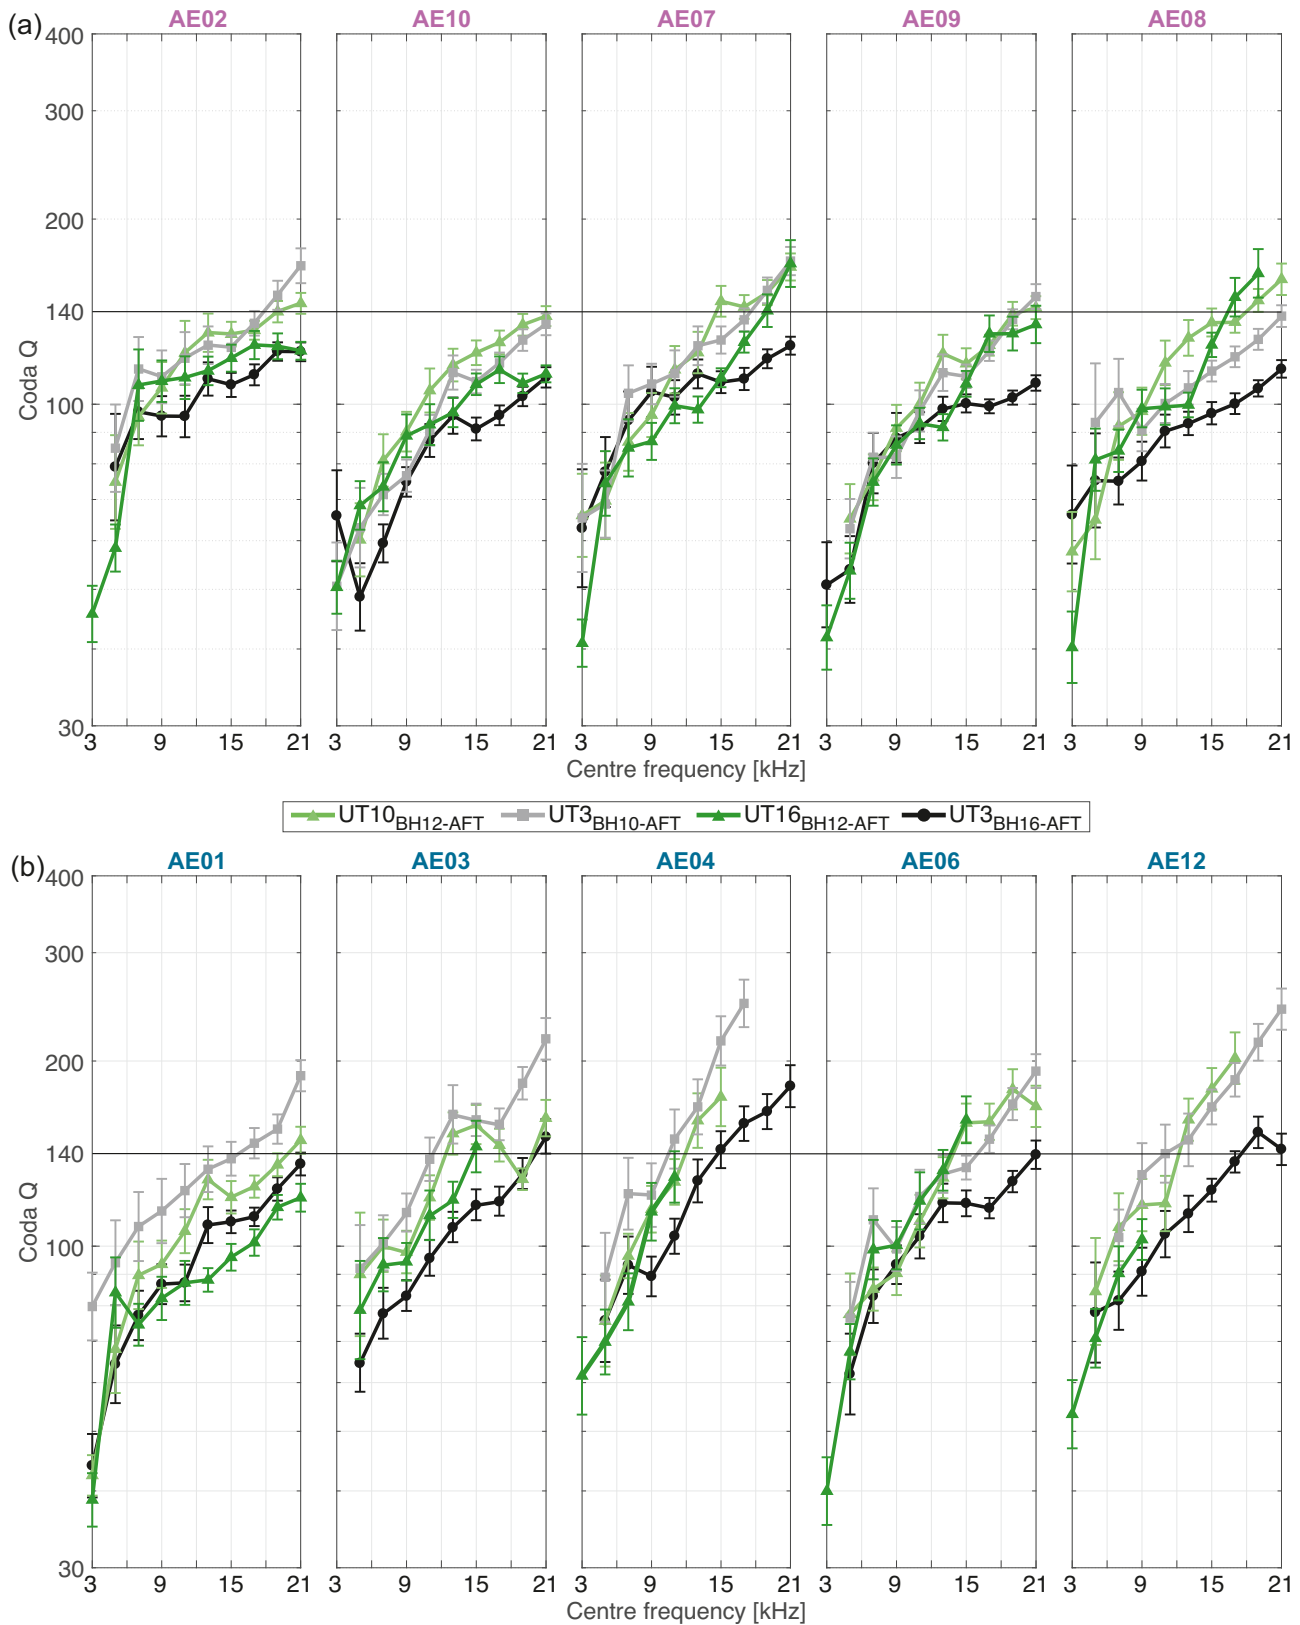 (a)
AE02 AE10 AE07 AE09 AE08
400
300
200
140
100
30
Coda Q
3 9 15 21 3 9 15 21 3 9 15 21 3 9 15 21 3 9 15 21
Centre frequency [kHz]
UT10BH12-AFT UT3BH10-AFT UT16BH12-AFT UT3BH16-AFT
(b)
AE01 AE03 AE04 AE06 AE12
400
300
200
140
100
30
Coda Q
3 9 15 21 3 9 15 21 3 9 15 21 3 9 15 21 3 9 15 21
Centre frequency [kHz]